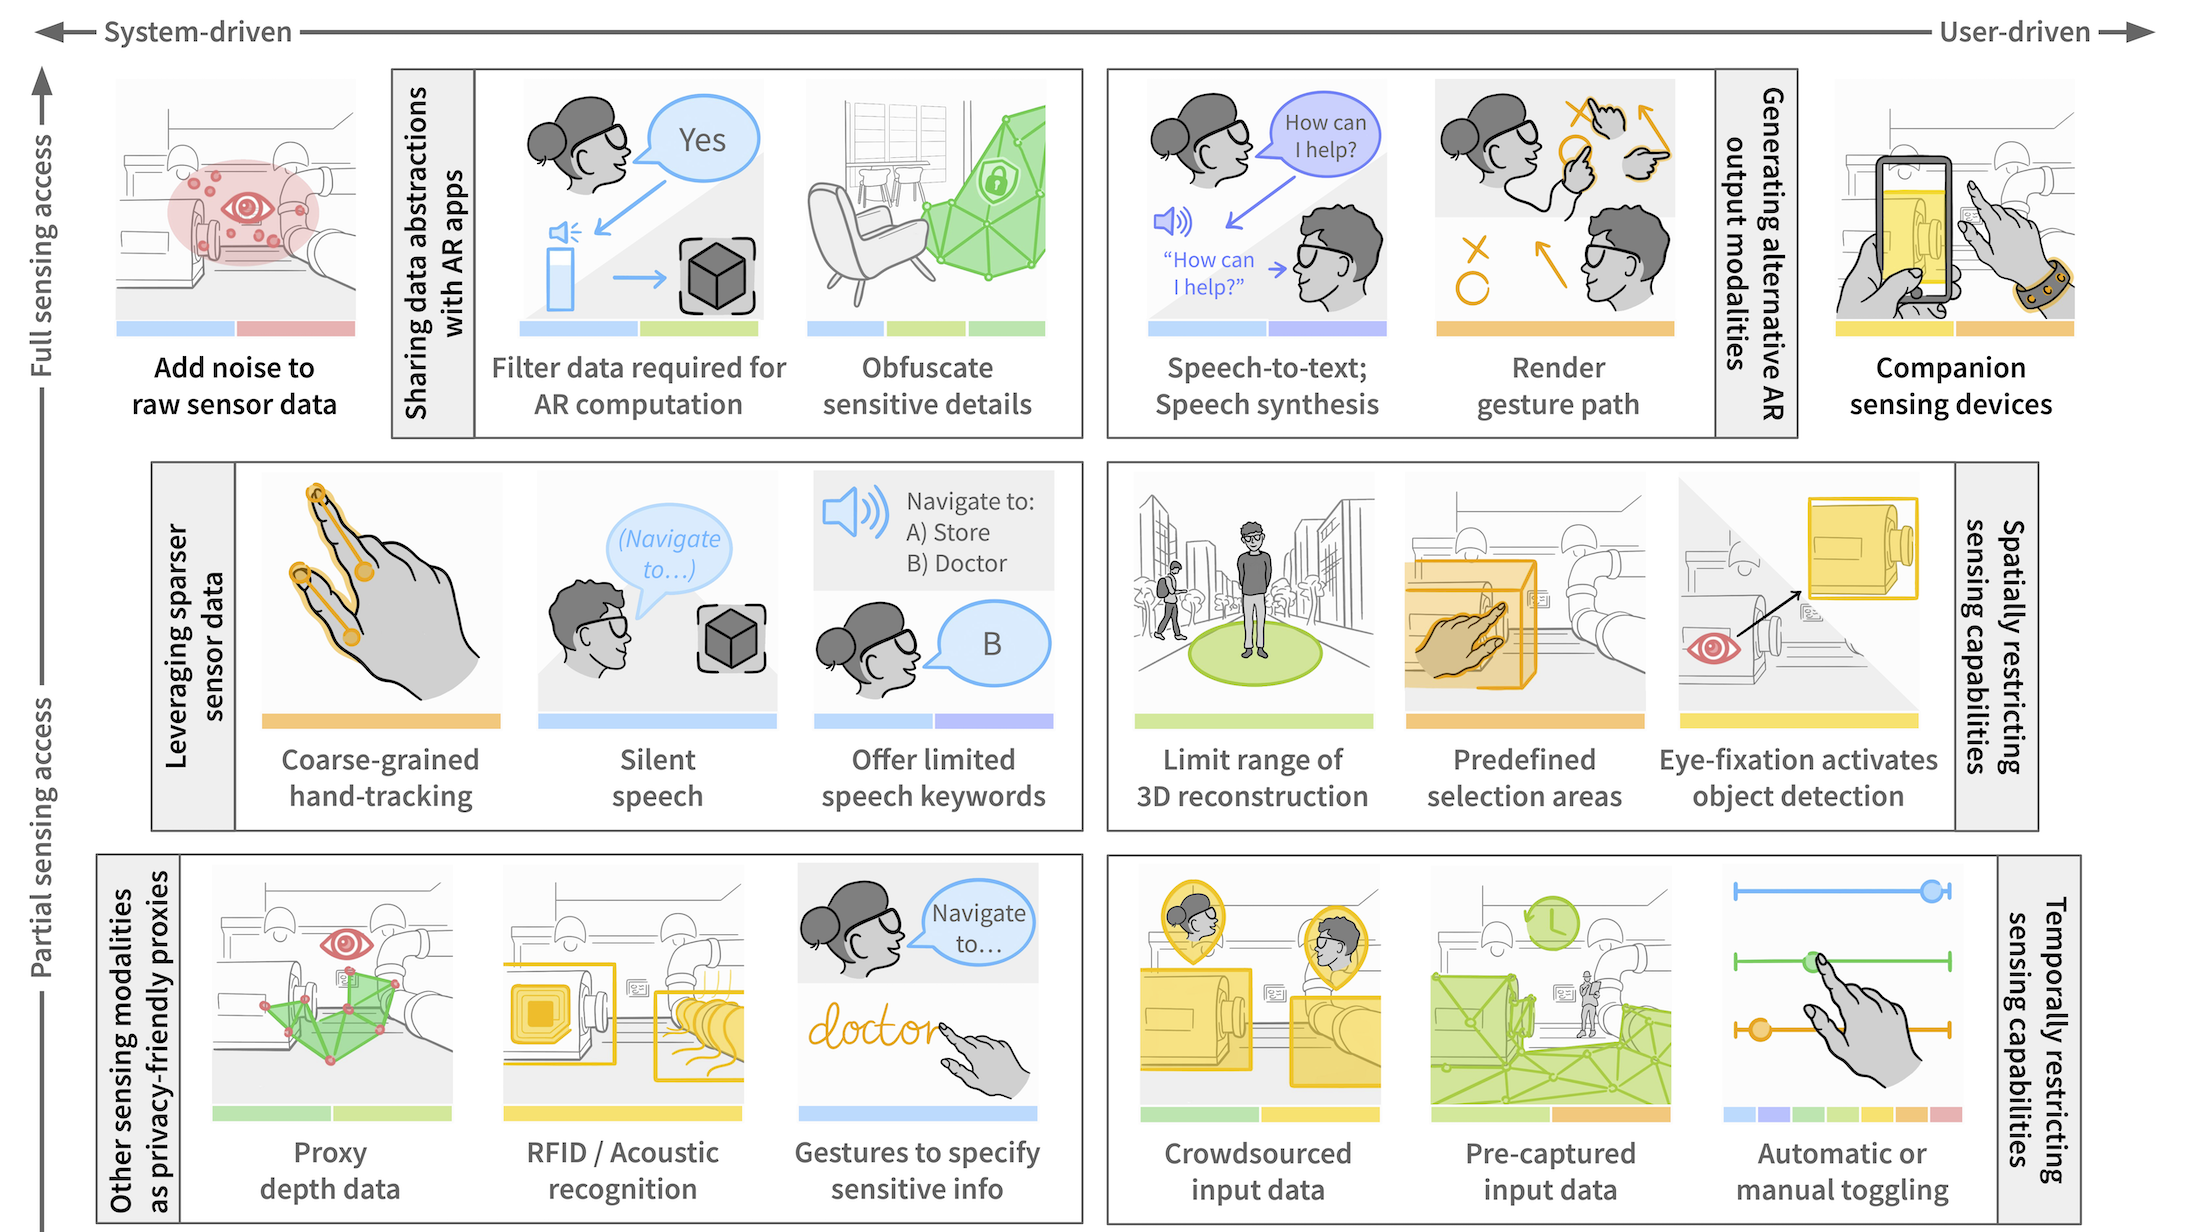 System-driven
User-driven
Full sensing access
Partial sensing access
Add noise to
raw sensor data
Sharing data abstractions
with AR apps
Yes
Filter data required for
AR computation
Obfuscate
sensitive details
How can
I help?
“How can
I help?”
Speech-to-text;
Speech synthesis
Render
gesture path
Generating alternative AR
output modalities
Companion
sensing devices
Leveraging sparser
sensor data
Coarse-grained
hand-tracking
(Navigate
to...)
Silent
speech
Navigate to:
A) Store
B) Doctor
B
Offer limited
speech keywords
Limit range of
3D reconstruction
Predefined
selection areas
Eye-fixation activates
object detection
Spatially restricting
sensing capabilities
Other sensing modalities
as privacy-friendly proxies
Proxy
depth data
RFID / Acoustic
recognition
Navigate
to...
doctor
Gestures to specify
sensitive info
Crowdsourced
input data
Pre-captured
input data
Automatic or
manual toggling
Temporally restricting
sensing capabilities